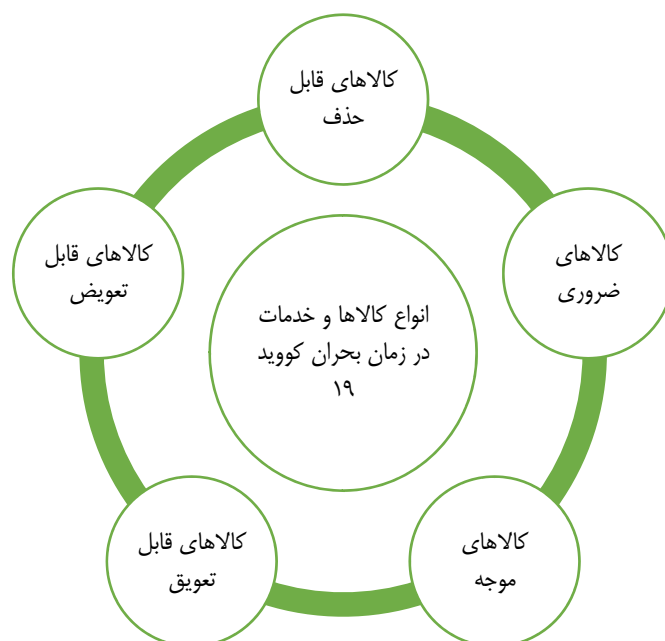 کالاهای قابل
حذف
کالاهای
ضروری
کالاهای
موجه
کالاهای قابل
تعویق
کالاهای قابل
تعویض
انواع کالاها و خدمات
در زمان بحران کووید
۱۹